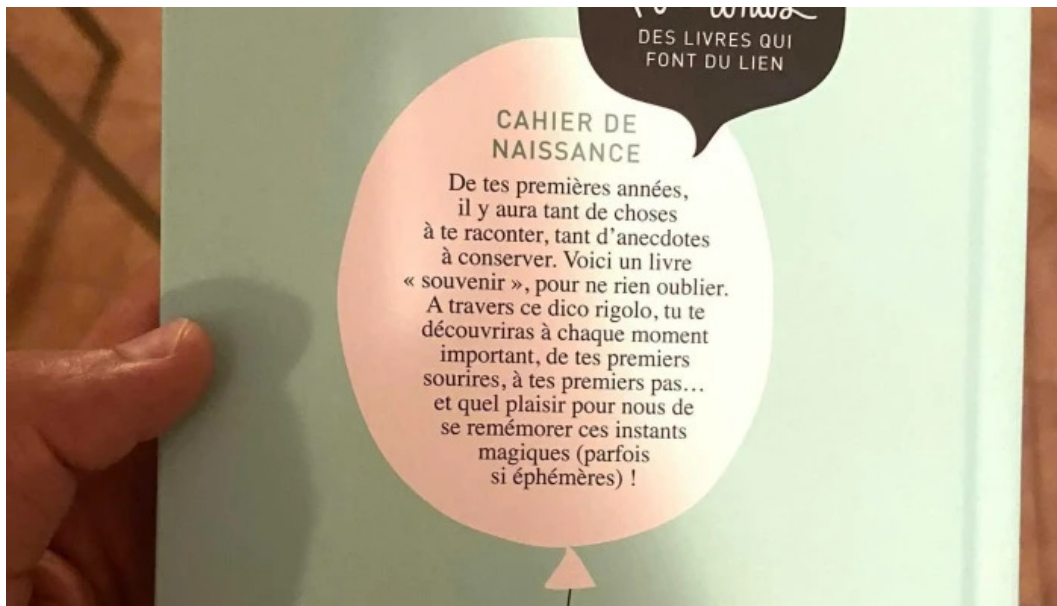 DES LIVRES QUI
FONT DU LIEN
CAHIER DE
NAISSANCE
De tes premières années,
il y aura tant de choses
à te raconter, tant d’anecdotes
à conserver. Voici un livre
« souvenir », pour ne rien oublier.
A travers ce dico rigolo, tu te
découvriras à chaque moment
important, de tes premiers
sourires, à tes premiers pas…
et quel plaisir pour nous de
se remémorer ces instants
magiques (parfois
si éphémères) !